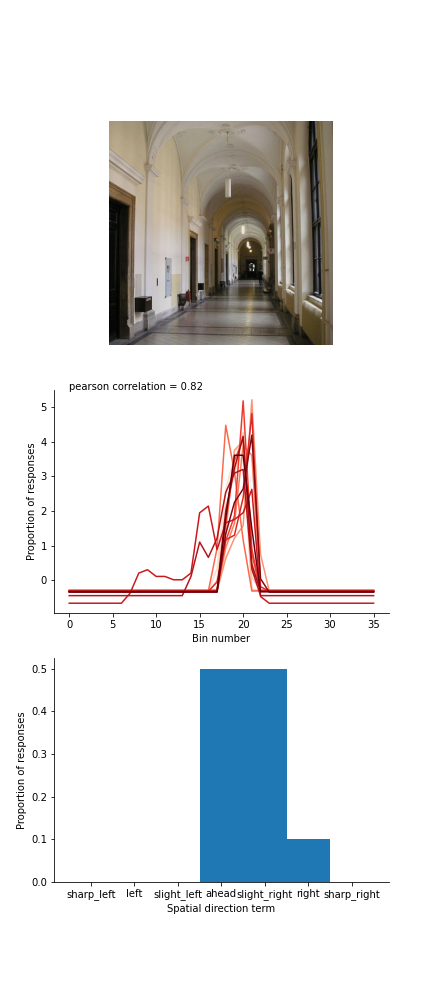 pearson correlation = 0.82
Proportion of responses
5
4
3
2
1
0
0 5 10 15 20 25 30 35
Bin number
Proportion of responses
0.5
0.4
0.3
0.2
0.1
0.0
sharp_left left slight_left ahead slight_right right sharp_right
Spatial direction term